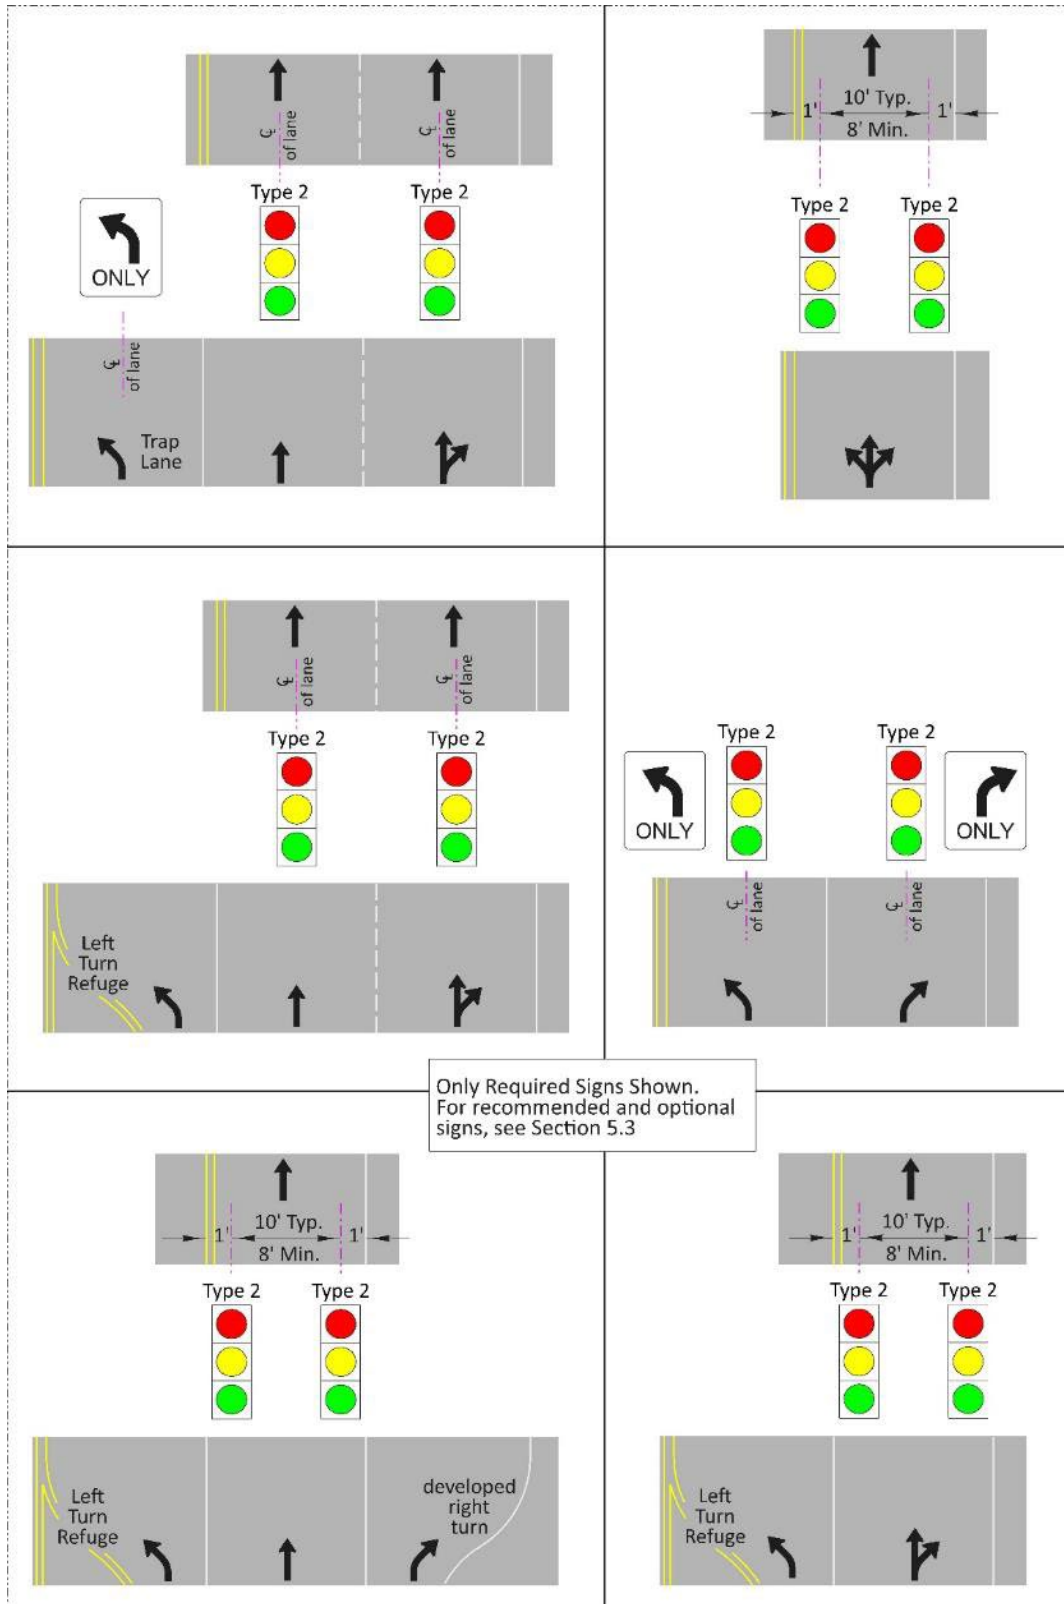 ℄
of lane
℄
of lane
Type 2
Type 2
ONLY
℄
of lane
Trap
Lane
1'
10' Typ.
1'
8' Min.
Type 2
Type 2
℄
of lane
℄
of lane
Type 2
Type 2
Left
Turn
Refuge
Type 2
Type 2
ONLY
ONLY
℄
of lane
℄
of lane
Only Required Signs Shown.
For recommended and optional
signs, see Section 5.3
1'
10' Typ.
1'
8' Min.
Type 2
Type 2
Left
Turn
Refuge
developed
right
turn
1'
10' Typ.
1'
8' Min.
Type 2
Type 2
Left
Turn
Refuge